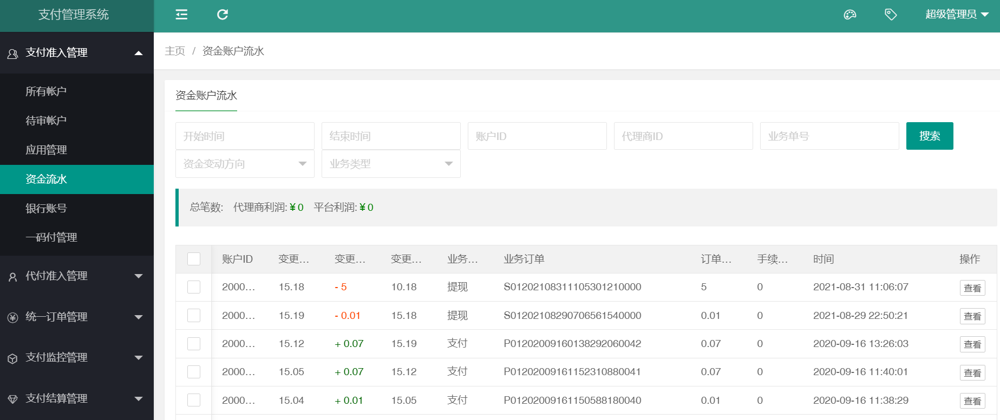 支付管理系统
超级管理员
支付准入管理
所有帐户
待审帐户
应用管理
资金流水
银行账号
一码付管理
代付准入管理
统一订单管理
支付监控管理
支付结算管理
主页 / 资金账户流水
资金账户流水
开始时间 结束时间 账户ID 代理商ID 业务单号 搜索
资金变动方向 业务类型
总笔数: 代理商利润: ¥ 0 平台利润: ¥ 0
账户ID 变更... 变更... 变更... 业务... 业务订单 订单... 手续... 时间 操作
2000... 15.18 - 5 10.18 提现 S01202108311105301210000 5 0 2021-08-31 11:06:07 查看
2000... 15.19 - 0.01 15.18 提现 S01202108290706561540000 0.01 0 2021-08-29 22:50:21 查看
2000... 15.12 + 0.07 15.19 支付 P01202009160138292060042 0.07 0 2020-09-16 13:26:03 查看
2000... 15.05 + 0.07 15.12 支付 P01202009161152310880041 0.07 0 2020-09-16 11:40:01 查看
2000... 15.04 + 0.01 15.05 支付 P01202009161150588180040 0.01 0 2020-09-16 11:38:29 查看